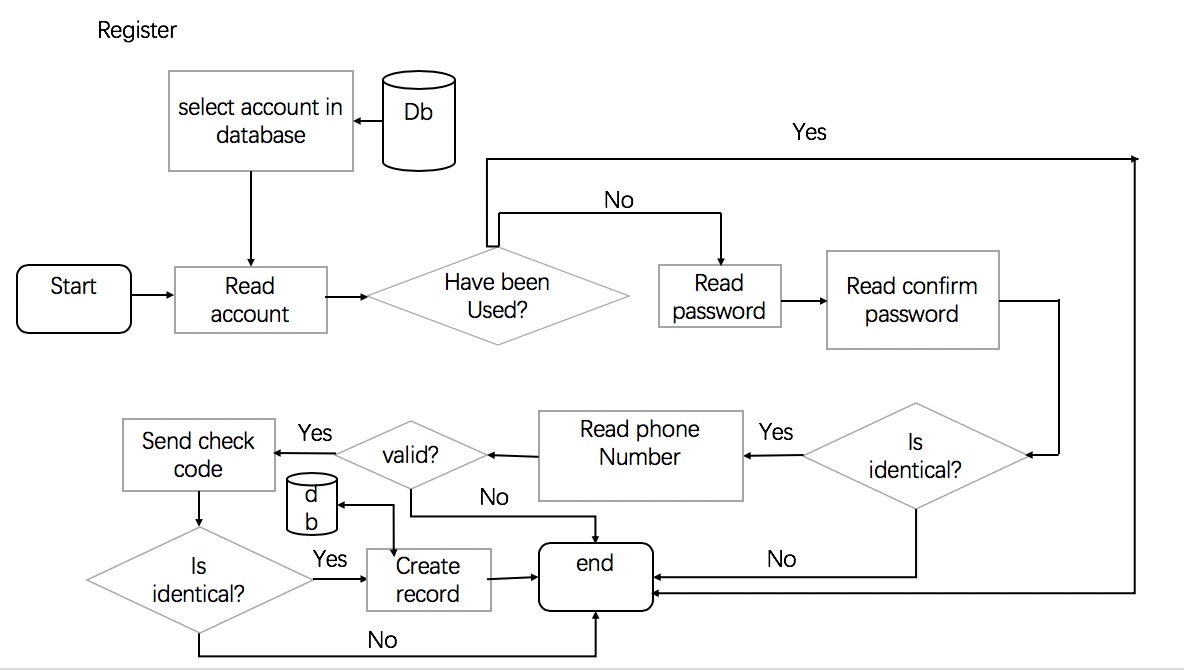 Register
select account in
database
Db
Yes
No
Start
Read
account
Have been
Used?
Read
password
Read confirm
password
Send check
code
Yes
valid?
Read phone
Number
Yes
Is
identical?
d
b
No
Is
identical?
Yes
Create
record
end
No
No